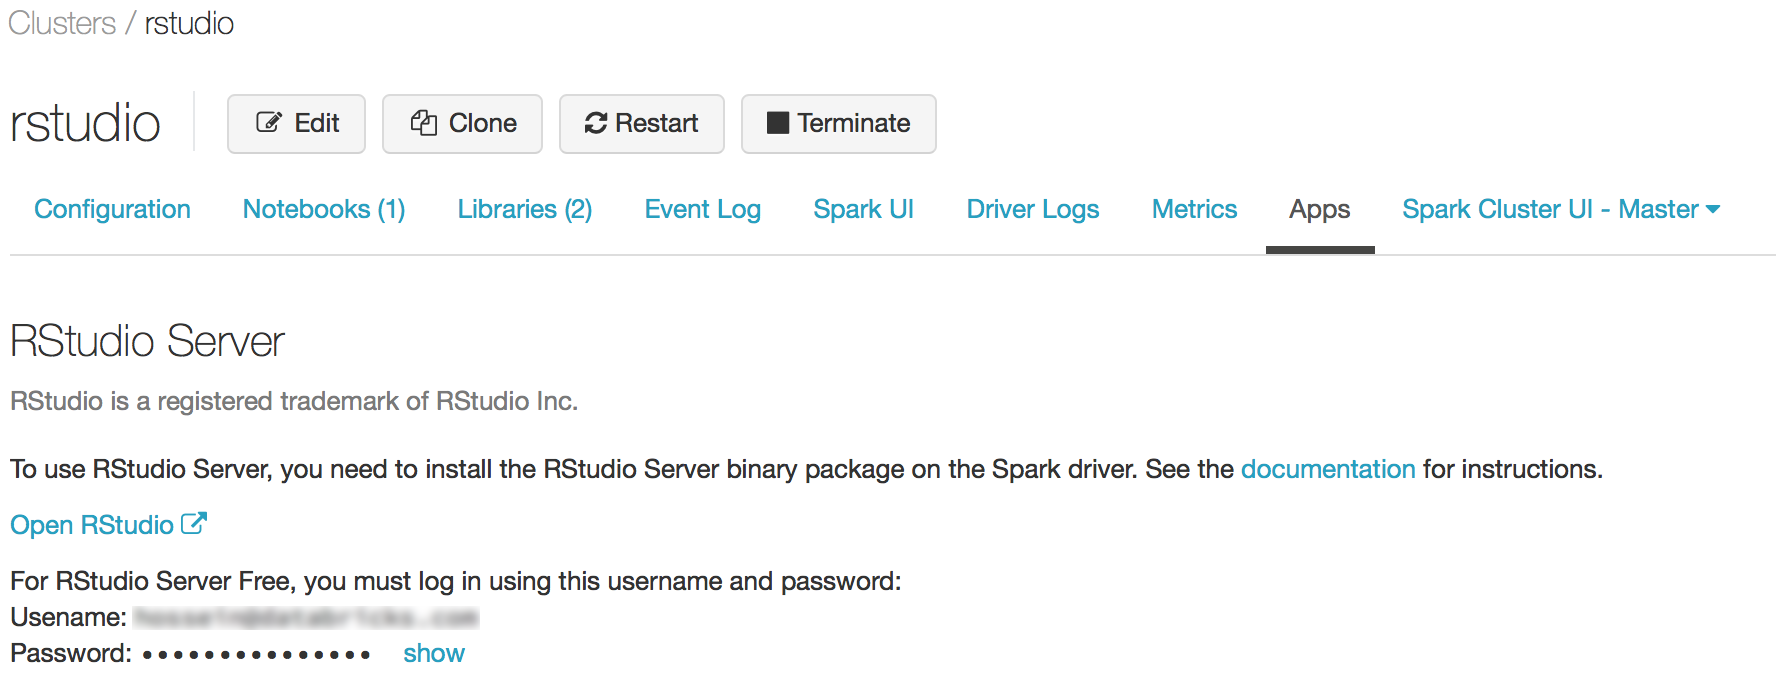 Clusters / rstudio
rstudio Edit Clone Restart Terminate
Configuration Notebooks (1) Libraries (2) Event Log Spark UI Driver Logs Metrics Apps Spark Cluster UI - Master
RStudio Server
RStudio is a registered trademark of RStudio Inc.
To use RStudio Server, you need to install the RStudio Server binary package on the Spark driver. See the documentation for instructions.
Open RStudio
For RStudio Server Free, you must log in using this username and password:
Usename:
Password: ••••••••••••••• show